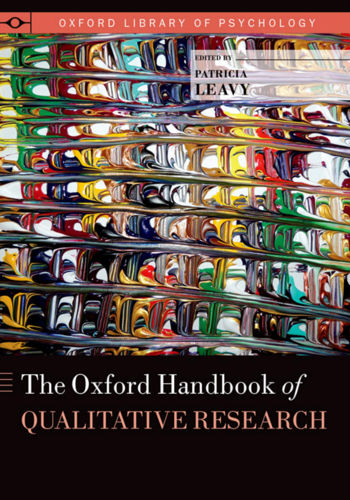 OXFORD LIBRARY OF PSYCHOLOGY
EDITED BY
PATRICIA
LEAVY
The Oxford Handbook of
QUALITATIVE RESEARCH